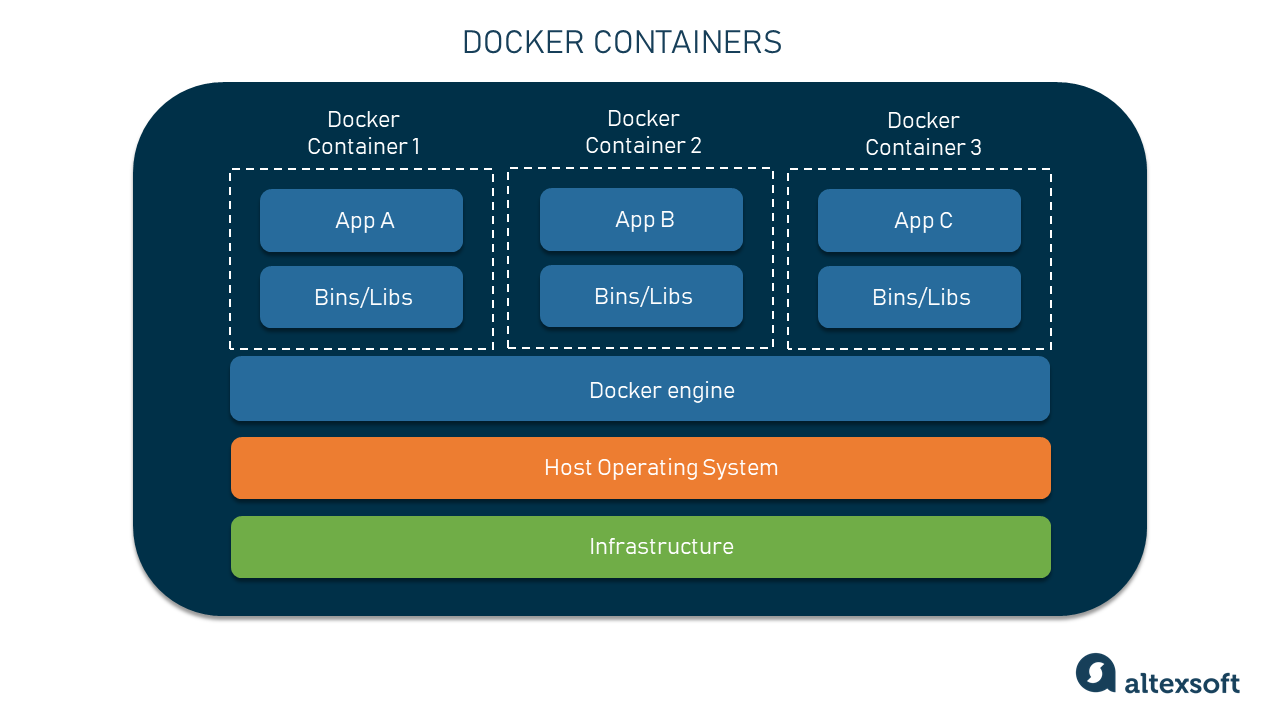 DOCKER CONTAINERS
Docker
Container 1
Docker
Container 2
Docker
Container 3
App A
App B
App C
Bins/Libs
Bins/Libs
Bins/Libs
Docker engine
Host Operating System
Infrastructure
altexsoft